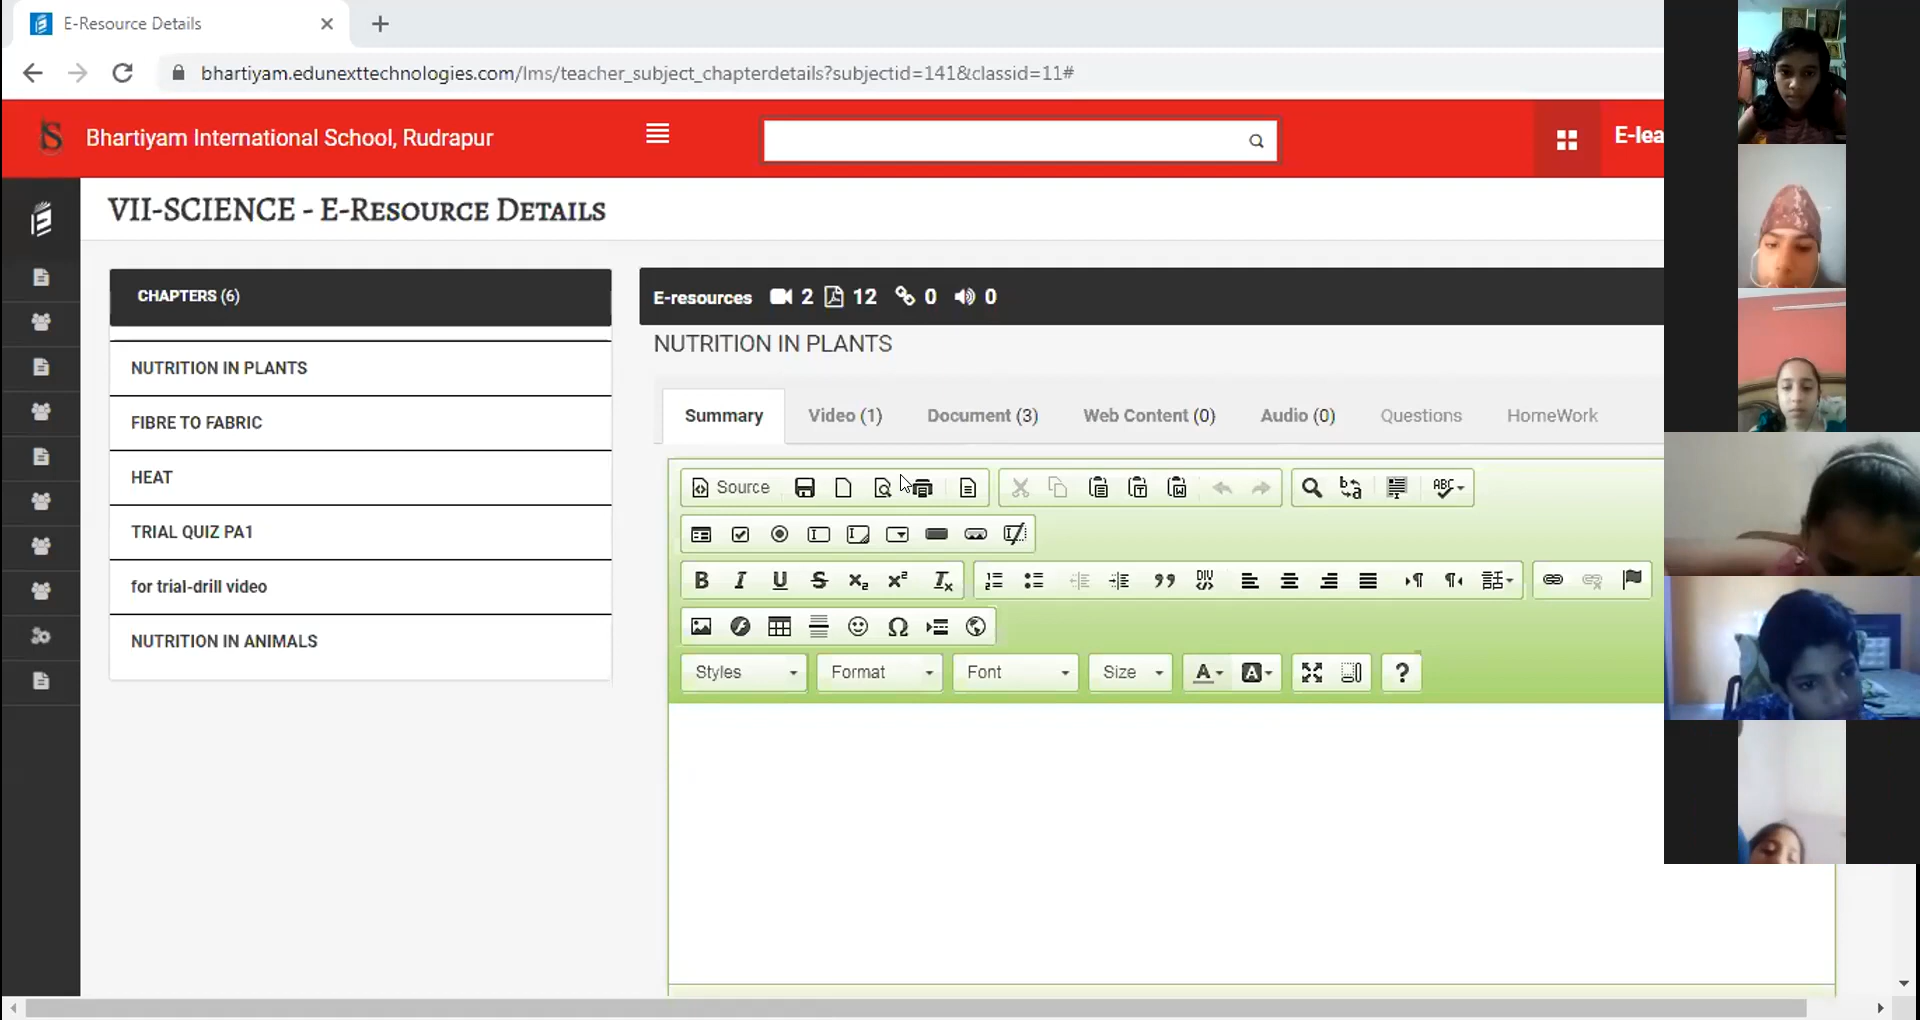 E-Resource Details
bhartiyam.edunexttechnologies.com/lms/teacher_subject_chapterdetails?subjectid=141&classid=11#
Bhartiyam International School, Rudrapur
E-lea
VII-SCIENCE - E-Resource Details
CHAPTERS (6)
NUTRITION IN PLANTS
FIBRE TO FABRIC
HEAT
TRIAL QUIZ PA1
for trial-drill video
NUTRITION IN ANIMALS
E-resources 2 12 0 0
NUTRITION IN PLANTS
Summary Video (1) Document (3) Web Content (0) Audio (0) Questions HomeWork
Source
Styles Format Font Size